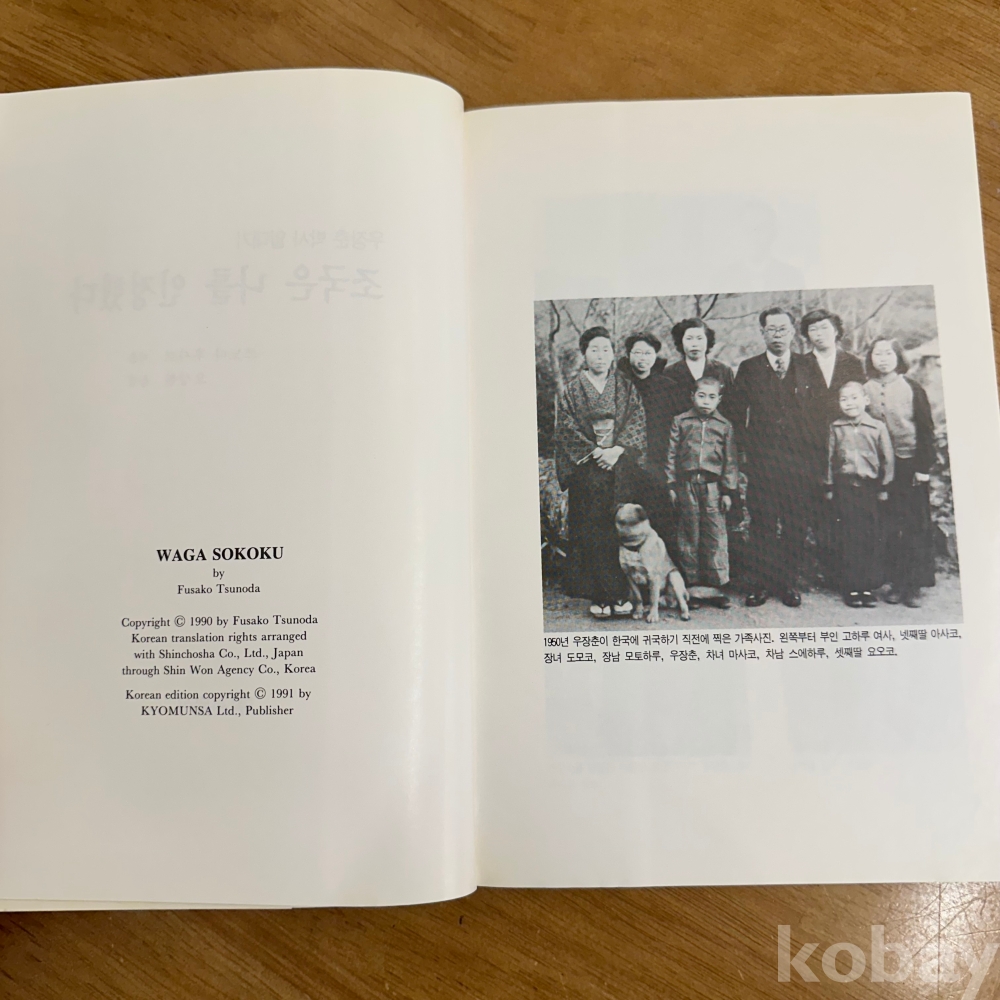 WAGA SOKOKU
by
Fusako Tsunoda
Copyright © 1990 by Fusako Tsunoda
Korean translation rights arranged
with Shinchosha Co., Ltd., Japan
through Shin Won Agency Co., Korea
Korean edition copyright © 1991 by
KYOMUNSA Ltd., Publisher
1950년 우장춘이 한국에 귀국하기 직전에 찍은 가족사진. 왼쪽부터 부인 고하루 여사, 넷째딸 아사코,
장녀 도모코, 장남 모토하루, 우장춘, 차녀 마사코, 차남 스에하루, 셋째딸 요오코.
kobay